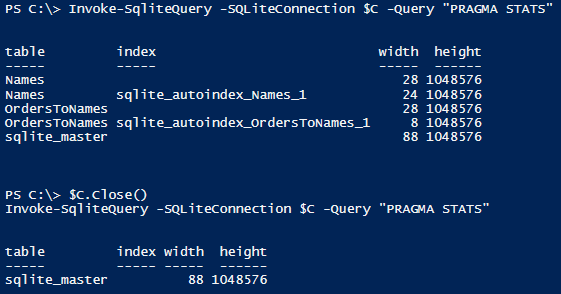 PS C:\> Invoke-SqliteQuery -SQLiteConnection $C -Query "PRAGMA STATS"
table         index                            width  height
-----         -----                            -----  ------
Names                                             28 1048576
Names         sqlite_autoindex_Names_1            24 1048576
OrdersToNames                                     28 1048576
OrdersToNames sqlite_autoindex_OrdersToNames_1     8 1048576
sqlite_master                                     88 1048576
PS C:\> $C.Close()
Invoke-SqliteQuery -SQLiteConnection $C -Query "PRAGMA STATS"
table         index width  height
-----         ----- -----  ------
sqlite_master          88 1048576